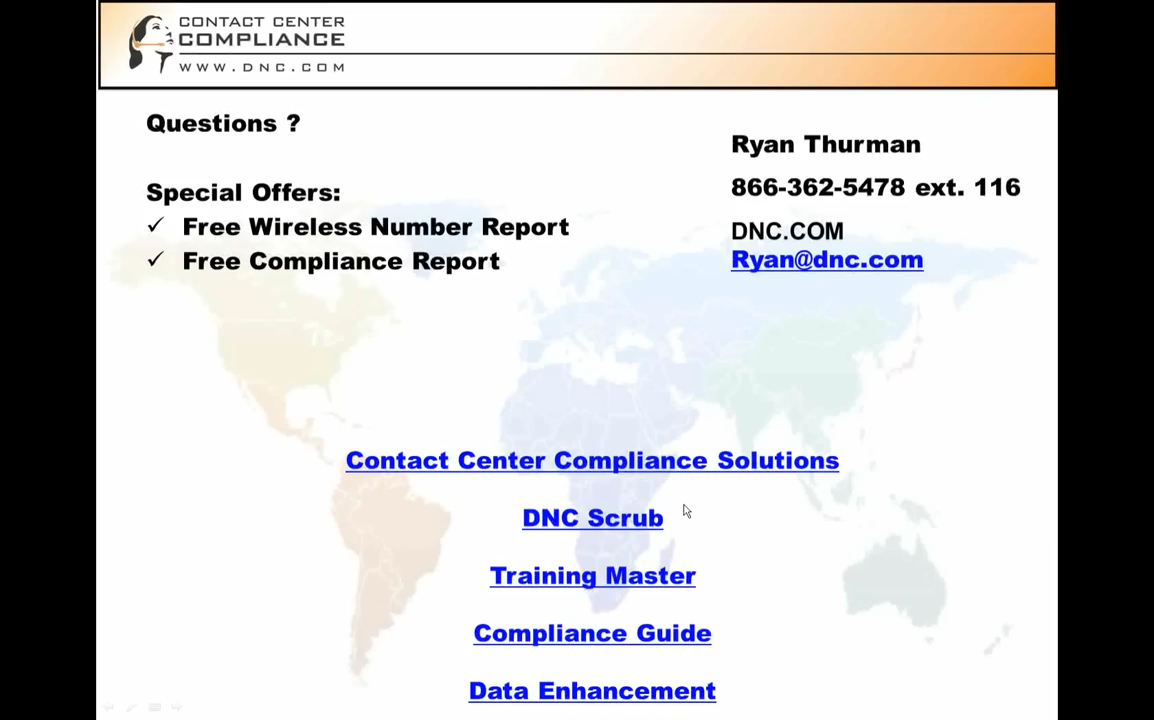 CONTACT CENTER
COMPLIANCE
WWW.DNC.COM
Questions ?
Special Offers:
✓ Free Wireless Number Report
✓ Free Compliance Report
Ryan Thurman
866-362-5478 ext. 116
DNC.COM
Ryan@dnc.com
Contact Center Compliance Solutions
DNC Scrub
Training Master
Compliance Guide
Data Enhancement